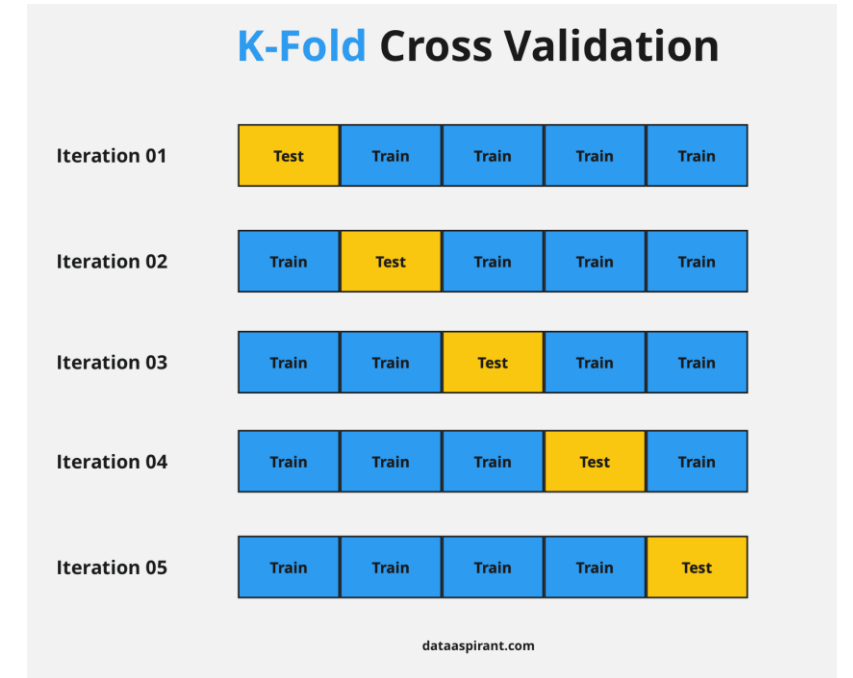 K-Fold Cross Validation
Iteration 01 Test Train Train Train Train
Iteration 02 Train Test Train Train Train
Iteration 03 Train Train Test Train Train
Iteration 04 Train Train Train Test Train
Iteration 05 Train Train Train Train Test
dataaspirant.com